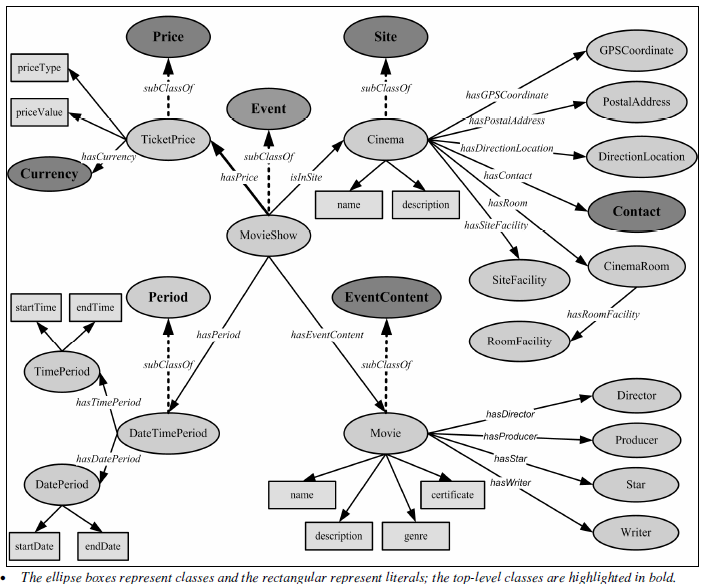 Price
Site
priceType
GPSCoordinate
subClassOf
subClassOf
hasGPSCoordinate
priceValue
Event
PostalAddress
hasPostalAddress
TicketPrice
Cinema
subClassOf
hasDirectionLocation
DirectionLocation
hasCurrency
Currency
hasPrice
isInSite
hasContact
hasRoom
name
description
Contact
hasSiteFacility
MovieShow
CinemaRoom
SiteFacility
Period
EventContent
startTime
endTime
hasRoomFacility
hasPeriod
hasEventContent
RoomFacility
subClassOf
subClassOf
TimePeriod
Director
hasTimePeriod
hasDirector
DateTimePeriod
Movie
hasProducer
Producer
hasDatePeriod
hasStar
DatePeriod
hasWriter
Star
name
certificate
description
genre
Writer
startDate
endDate
• The ellipse boxes represent classes and the rectangular represent literals; the top-level classes are highlighted in bold.